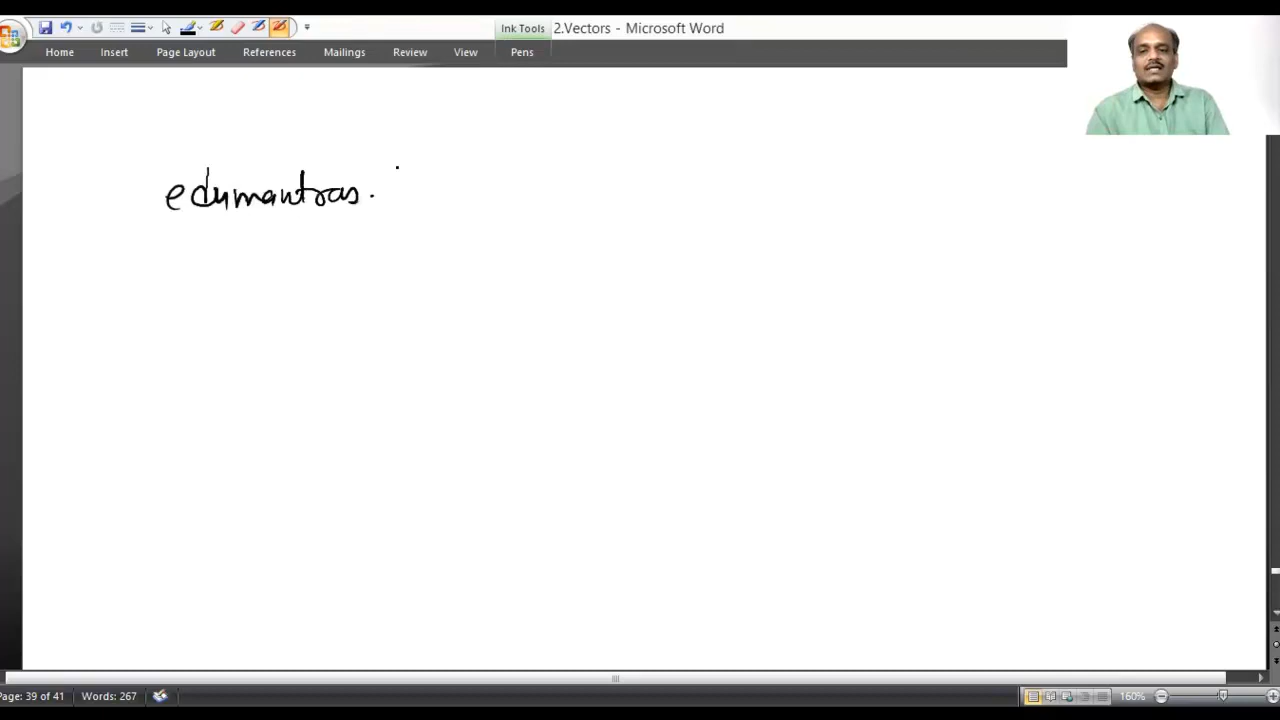 Ink Tools 2.Vectors - Microsoft Word
Home Insert Page Layout References Mailings Review View Pens
edumantras.
Page: 39 of 41 Words: 267 160%